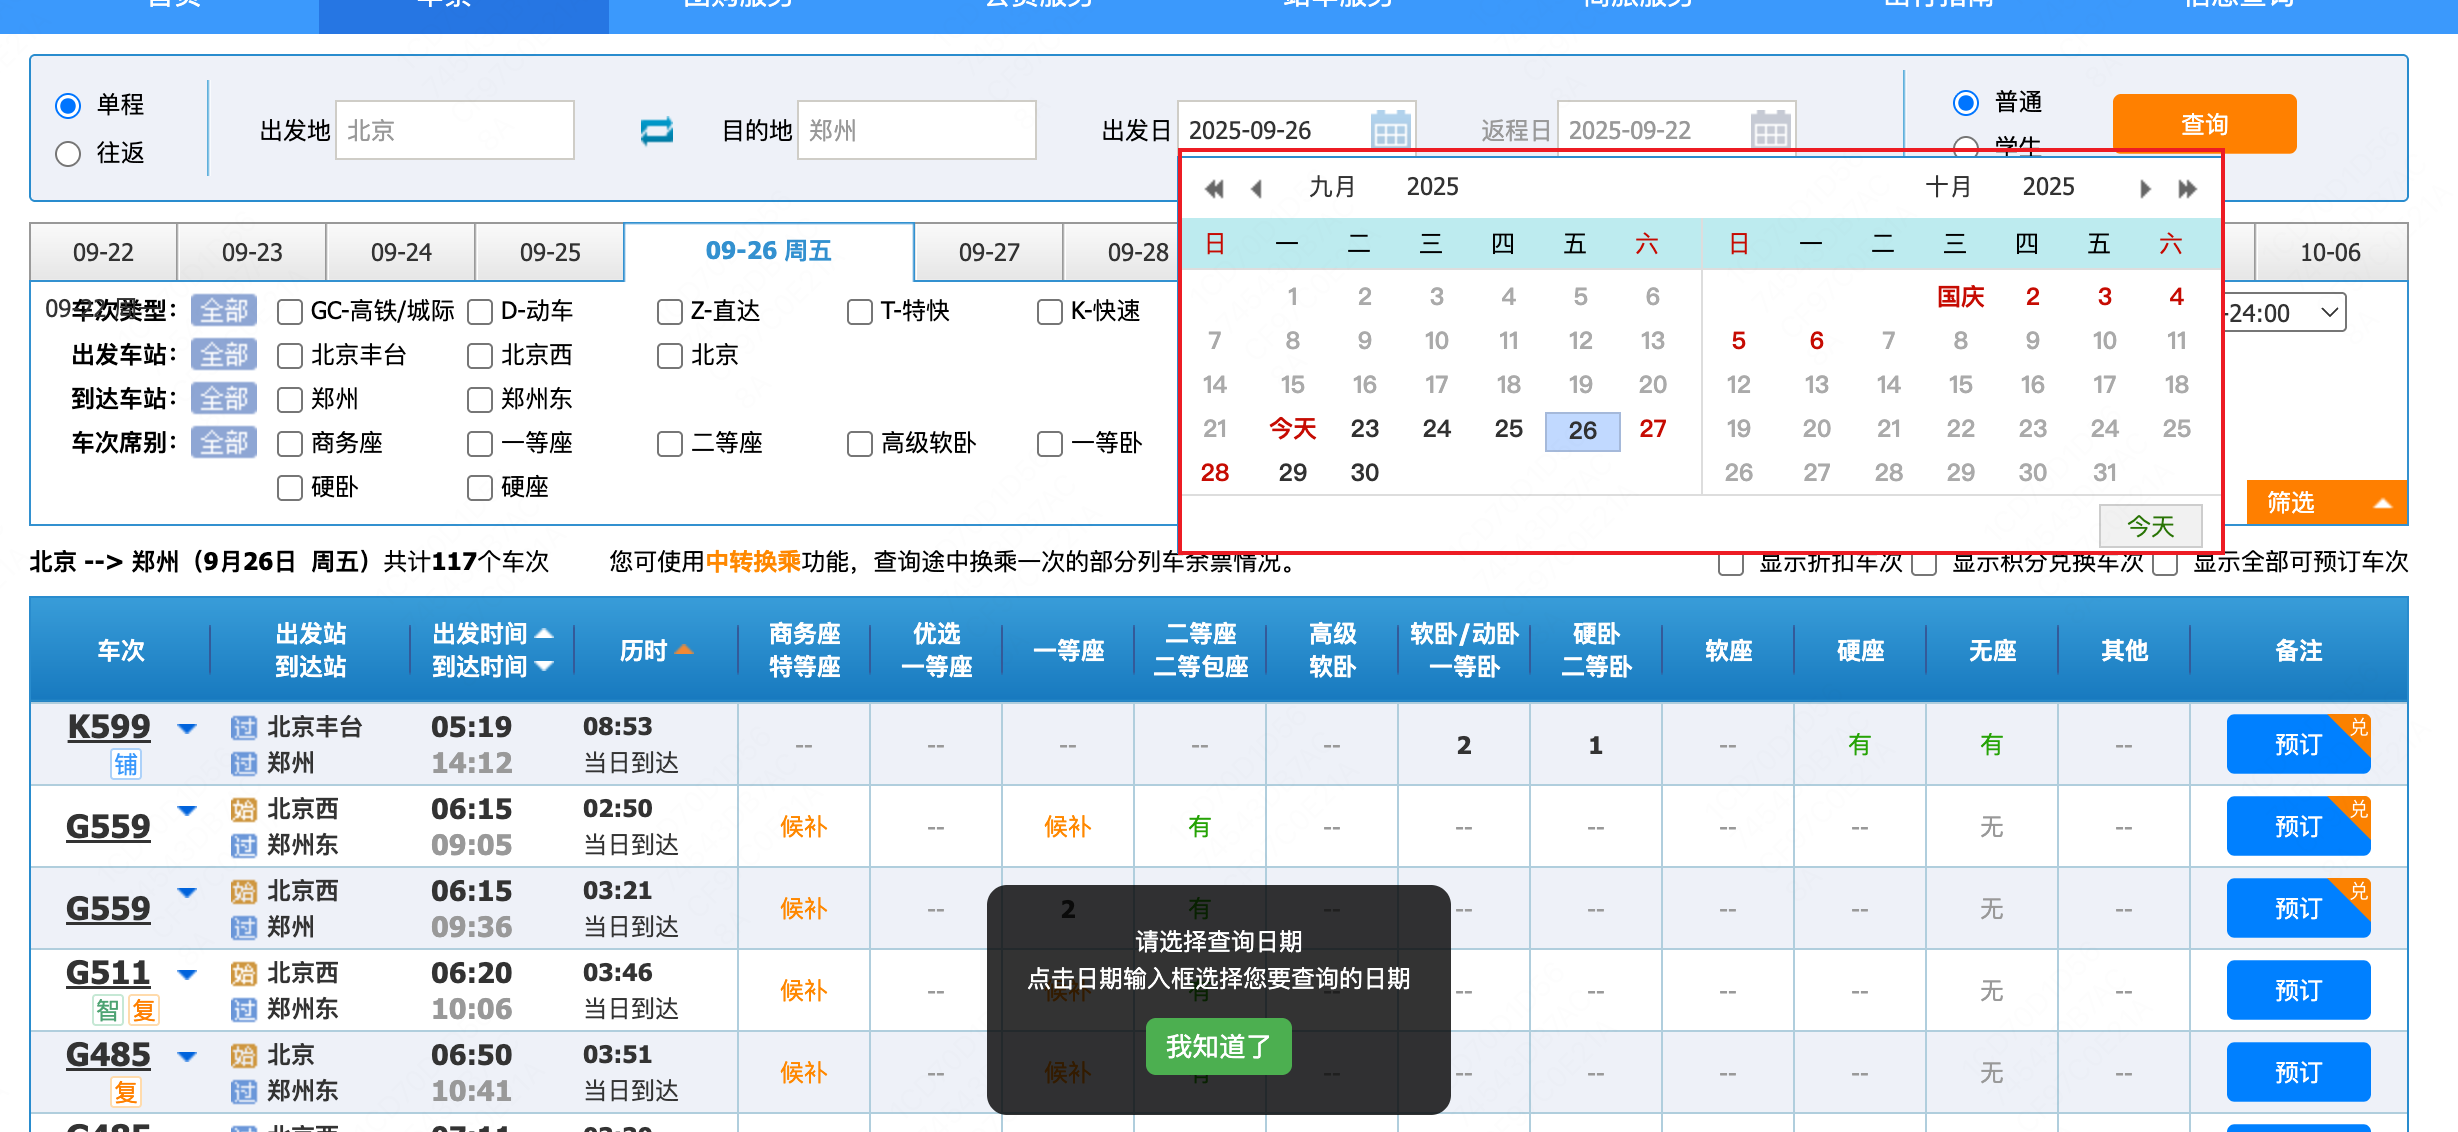 单程
往返
出发地 北京
目的地 郑州
出发日 2025-09-26
返程日 2025-09-22
普通
学生
查询
九月 2025
十月 2025
日 一 二 三 四 五 六
1 2 3 4 5 6
7 8 9 10 11 12 13
14 15 16 17 18 19 20
21 今天 23 24 25 26 27
28 29 30
日 一 二 三 四 五 六
国庆 2 3 4
5 6 7 8 9 10 11
12 13 14 15 16 17 18
19 20 21 22 23 24 25
26 27 28 29 30 31
今天
09-22 09-23 09-24 09-25 09-26 周五 09-27 09-28 10-06
车次类型： 全部 GC-高铁/城际 D-动车 Z-直达 T-特快 K-快速
-24:00
出发车站： 全部 北京丰台 北京西 北京
到达车站： 全部 郑州 郑州东
车次席别： 全部 商务座 一等座 二等座 高级软卧 一等卧
硬卧 硬座
筛选
北京 --> 郑州（9月26日 周五）共计117个车次 您可使用中转换乘功能，查询途中换乘一次的部分列车余票情况。
显示折扣车次 显示积分兑换车次 显示全部可预订车次
车次 出发站 到达站 出发时间 到达时间 历时 商务座 特等座 优选 一等座 一等座 二等座 二等包座 高级 软卧 软卧/动卧 一等卧 硬卧 二等卧 软座 硬座 无座 其他 备注
K599 过 北京丰台 05:19 08:53 -- -- -- -- -- 2 1 -- 有 有 -- 预订 兑
铺 过 郑州 14:12 当日到达
G559 始 北京西 06:15 02:50 候补 -- 候补 有 -- -- -- -- -- 无 -- 预订 兑
过 郑州东 09:05 当日到达
G559 始 北京西 06:15 03:21 候补 -- 2 有 -- -- -- -- -- 无 -- 预订 兑
过 郑州 09:36 当日到达
G511 始 北京西 06:20 03:46 候补 -- 候补 有 -- -- -- -- 无 -- 预订
智 复 过 郑州东 10:06 当日到达
G485 始 北京 06:50 03:51 候补 -- 候补 有 -- -- -- -- -- 无 -- 预订
复 过 郑州东 10:41 当日到达
请选择查询日期
点击日期输入框选择您要查询的日期
我知道了